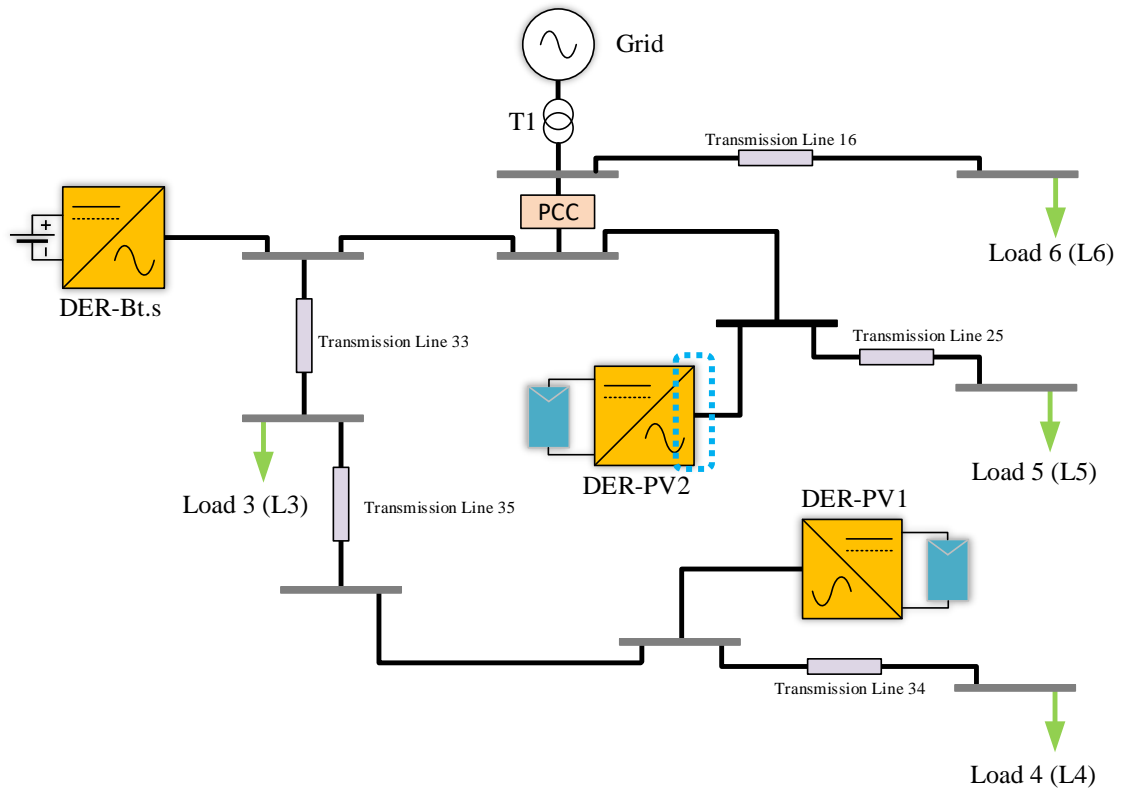 Grid
T1
Transmission Line 16
PCC
Load 6 (L6)
+
-
DER-Bt.s
Transmission Line 33
Transmission Line 25
Load 5 (L5)
DER-PV2
DER-PV1
Load 3 (L3)
Transmission Line 35
Transmission Line 34
Load 4 (L4)